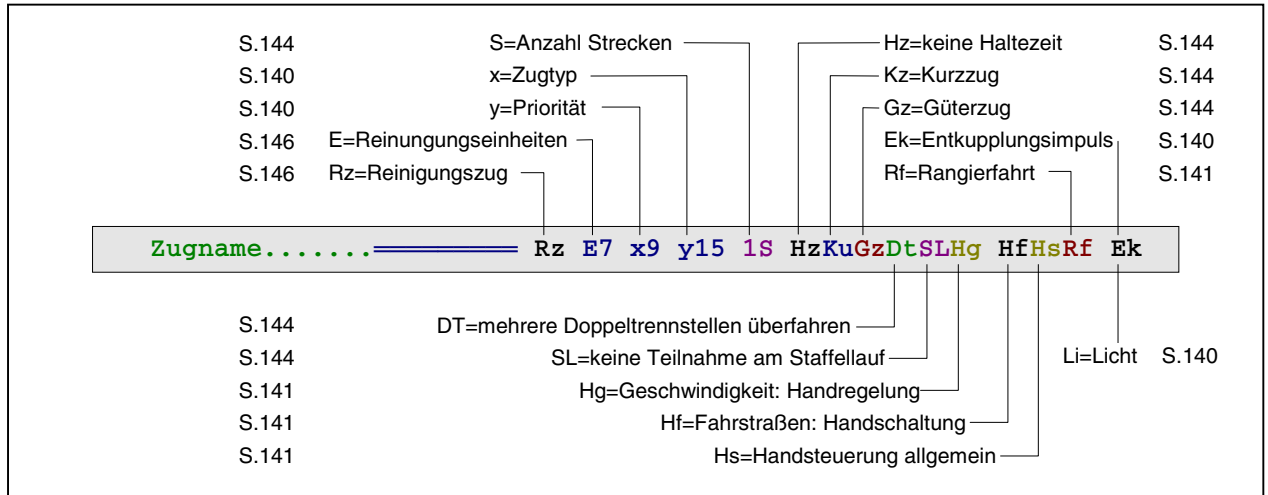 S.144 S=Anzahl Strecken Hz=keine Haltezeit S.144
S.140 x=Zugtyp Kz=Kurzzug S.144
S.140 y=Priorität Gz=Güterzug S.144
S.146 E=Reinungungseinheiten Ek=Entkupplungsimpuls S.140
S.146 Rz=Reinigungszug Rf=Rangierfahrt S.141
Zugname.......═════════ Rz E7 x9 y15 1S HzKuGzDtSLHg HfHsRf Ek
S.144 DT=mehrere Doppeltrennstellen überfahren
S.144 SL=keine Teilnahme am Staffellauf Li=Licht S.140
S.141 Hg=Geschwindigkeit: Handregelung
S.141 Hf=Fahrstraßen: Handschaltung
S.141 Hs=Handsteuerung allgemein